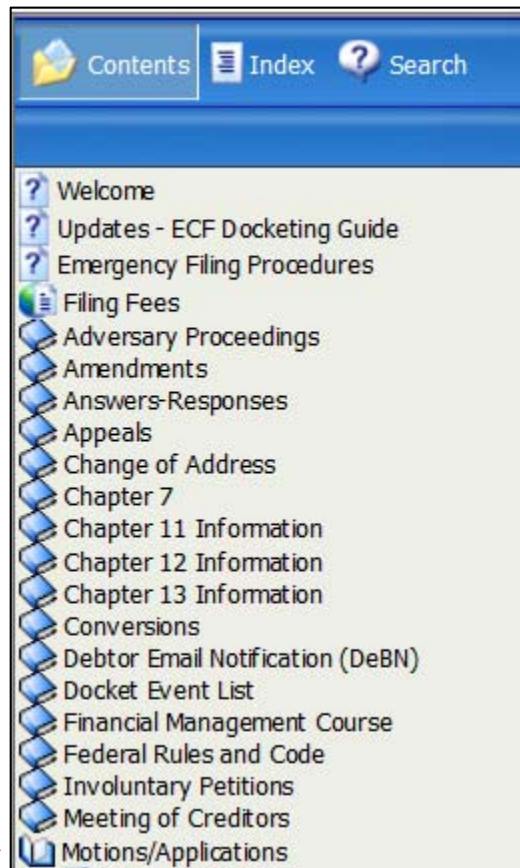 Contents Index Search
Welcome
Updates - ECF Docketing Guide
Emergency Filing Procedures
Filing Fees
Adversary Proceedings
Amendments
Answers-Responses
Appeals
Change of Address
Chapter 7
Chapter 11 Information
Chapter 12 Information
Chapter 13 Information
Conversions
Debtor Email Notification (DeBN)
Docket Event List
Financial Management Course
Federal Rules and Code
Involuntary Petitions
Meeting of Creditors
Motions/Applications